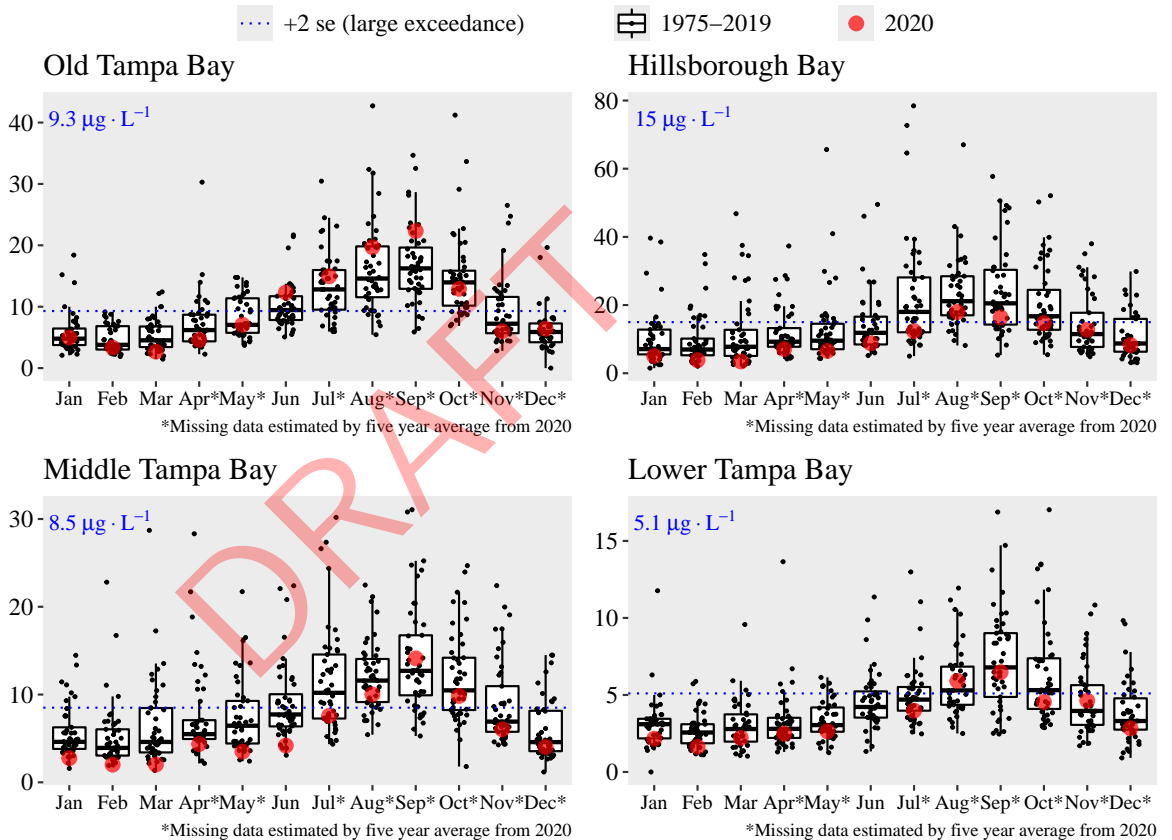 +2 se (large exceedance) 1975–2019 2020
Old Tampa Bay
9.3 μg · L⁻¹
40
30
20
10
0
Jan Feb Mar Apr* May* Jun Jul* Aug* Sep* Oct* Nov* Dec*
*Missing data estimated by five year average from 2020
Hillsborough Bay
15 μg · L⁻¹
80
60
40
20
0
Jan Feb Mar Apr* May* Jun Jul* Aug* Sep* Oct* Nov* Dec*
*Missing data estimated by five year average from 2020
DRAFT
Middle Tampa Bay
8.5 μg · L⁻¹
30
20
10
0
Jan Feb Mar Apr* May* Jun Jul* Aug* Sep* Oct* Nov* Dec*
*Missing data estimated by five year average from 2020
Lower Tampa Bay
5.1 μg · L⁻¹
15
10
5
0
Jan Feb Mar Apr* May* Jun Jul* Aug* Sep* Oct* Nov* Dec*
*Missing data estimated by five year average from 2020